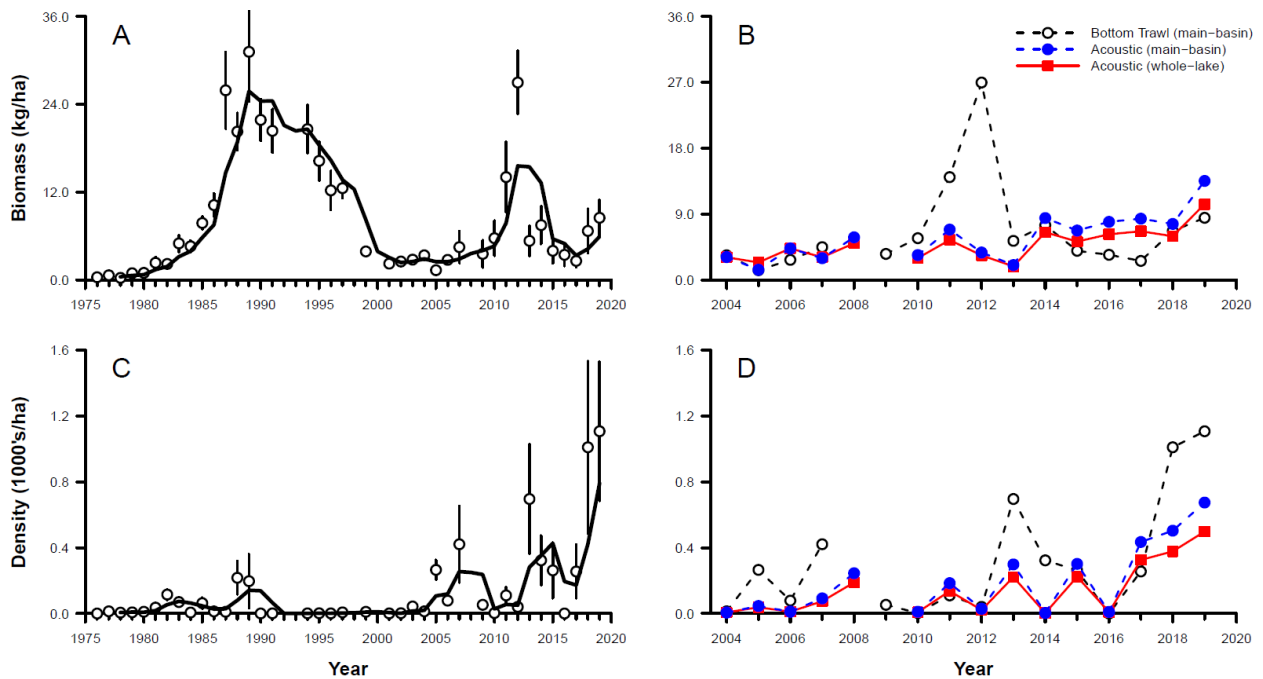 A
36.0
24.0
12.0
0.0
Biomass (kg/ha)
1975 1980 1985 1990 1995 2000 2005 2010 2015 2020
B
Bottom Trawl (main−basin)
Acoustic (main−basin)
Acoustic (whole−lake)
36.0
27.0
18.0
9.0
0.0
2004 2006 2008 2010 2012 2014 2016 2018 2020
C
1.6
1.2
0.8
0.4
0.0
Density (1000's/ha)
1975 1980 1985 1990 1995 2000 2005 2010 2015 2020
Year
D
1.6
1.2
0.8
0.4
0.0
2004 2006 2008 2010 2012 2014 2016 2018 2020
Year